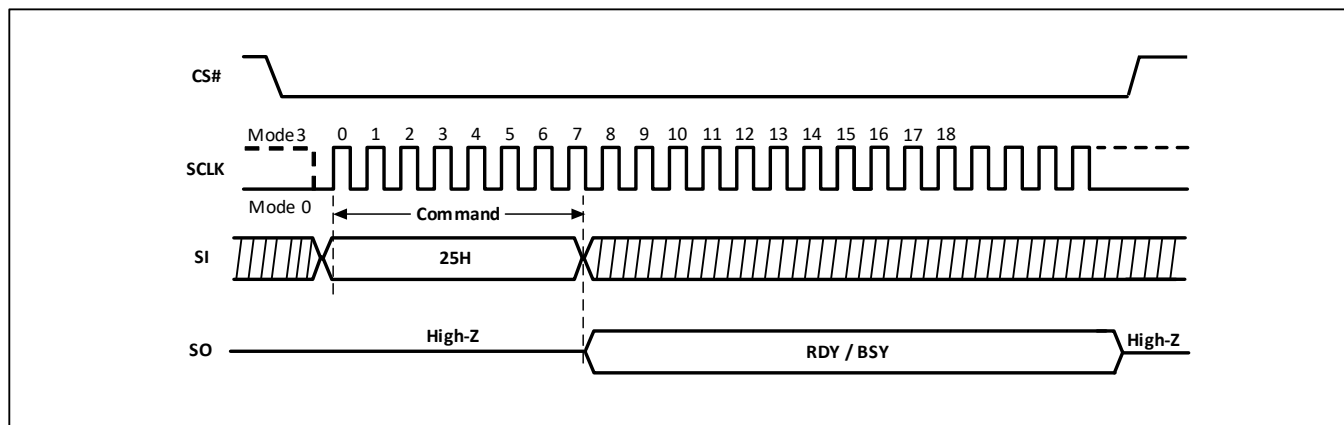 CS#
Mode 3 0 1 2 3 4 5 6 7 8 9 10 11 12 13 14 15 16 17 18
SCLK
Mode 0
Command
SI 25H
High-Z
SO RDY / BSY High-Z